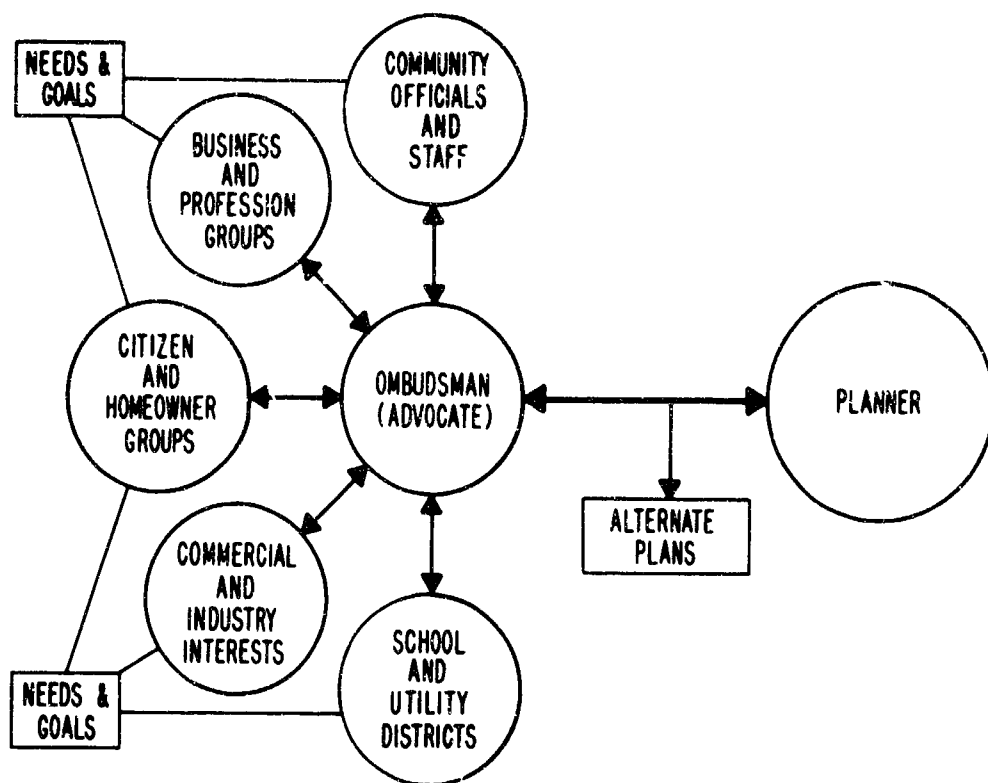 NEEDS &
GOALS
COMMUNITY
OFFICIALS
AND
STAFF
BUSINESS
AND
PROFESSION
GROUPS
CITIZEN
AND
HOMEOWNER
GROUPS
OMBUDSMAN
(ADVOCATE)
PLANNER
ALTERNATE
PLANS
COMMERCIAL
AND
INDUSTRY
INTERESTS
SCHOOL
AND
UTILITY
DISTRICTS
NEEDS &
GOALS